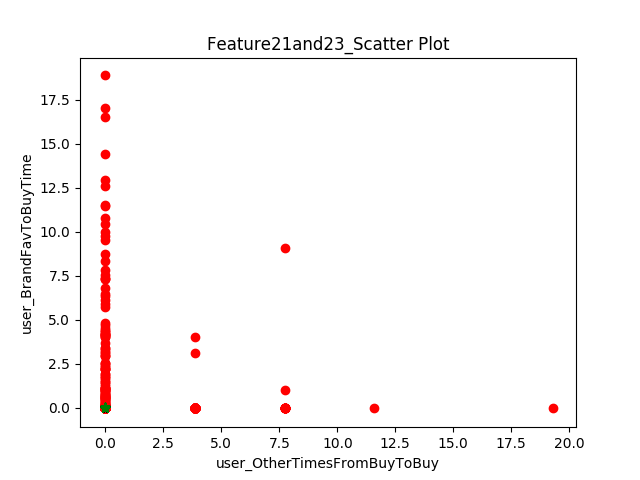 Feature21and23_Scatter Plot
user_BrandFavToBuyTime
17.5
15.0
12.5
10.0
7.5
5.0
2.5
0.0
0.0 2.5 5.0 7.5 10.0 12.5 15.0 17.5 20.0
user_OtherTimesFromBuyToBuy